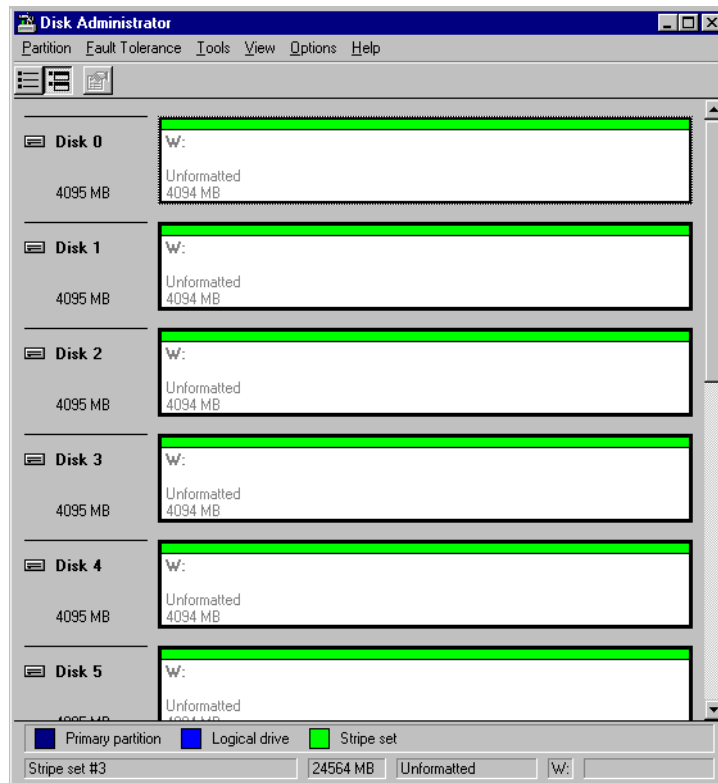 Disk Administrator
Partition Fault Tolerance Tools View Options Help
Disk 0
W:
Unformatted
4095 MB
4094 MB
Disk 1
W:
Unformatted
4095 MB
4094 MB
Disk 2
W:
Unformatted
4095 MB
4094 MB
Disk 3
W:
Unformatted
4095 MB
4094 MB
Disk 4
W:
Unformatted
4095 MB
4094 MB
Disk 5
W:
Unformatted
Primary partition Logical drive Stripe set
Stripe set #3 24564 MB Unformatted W: